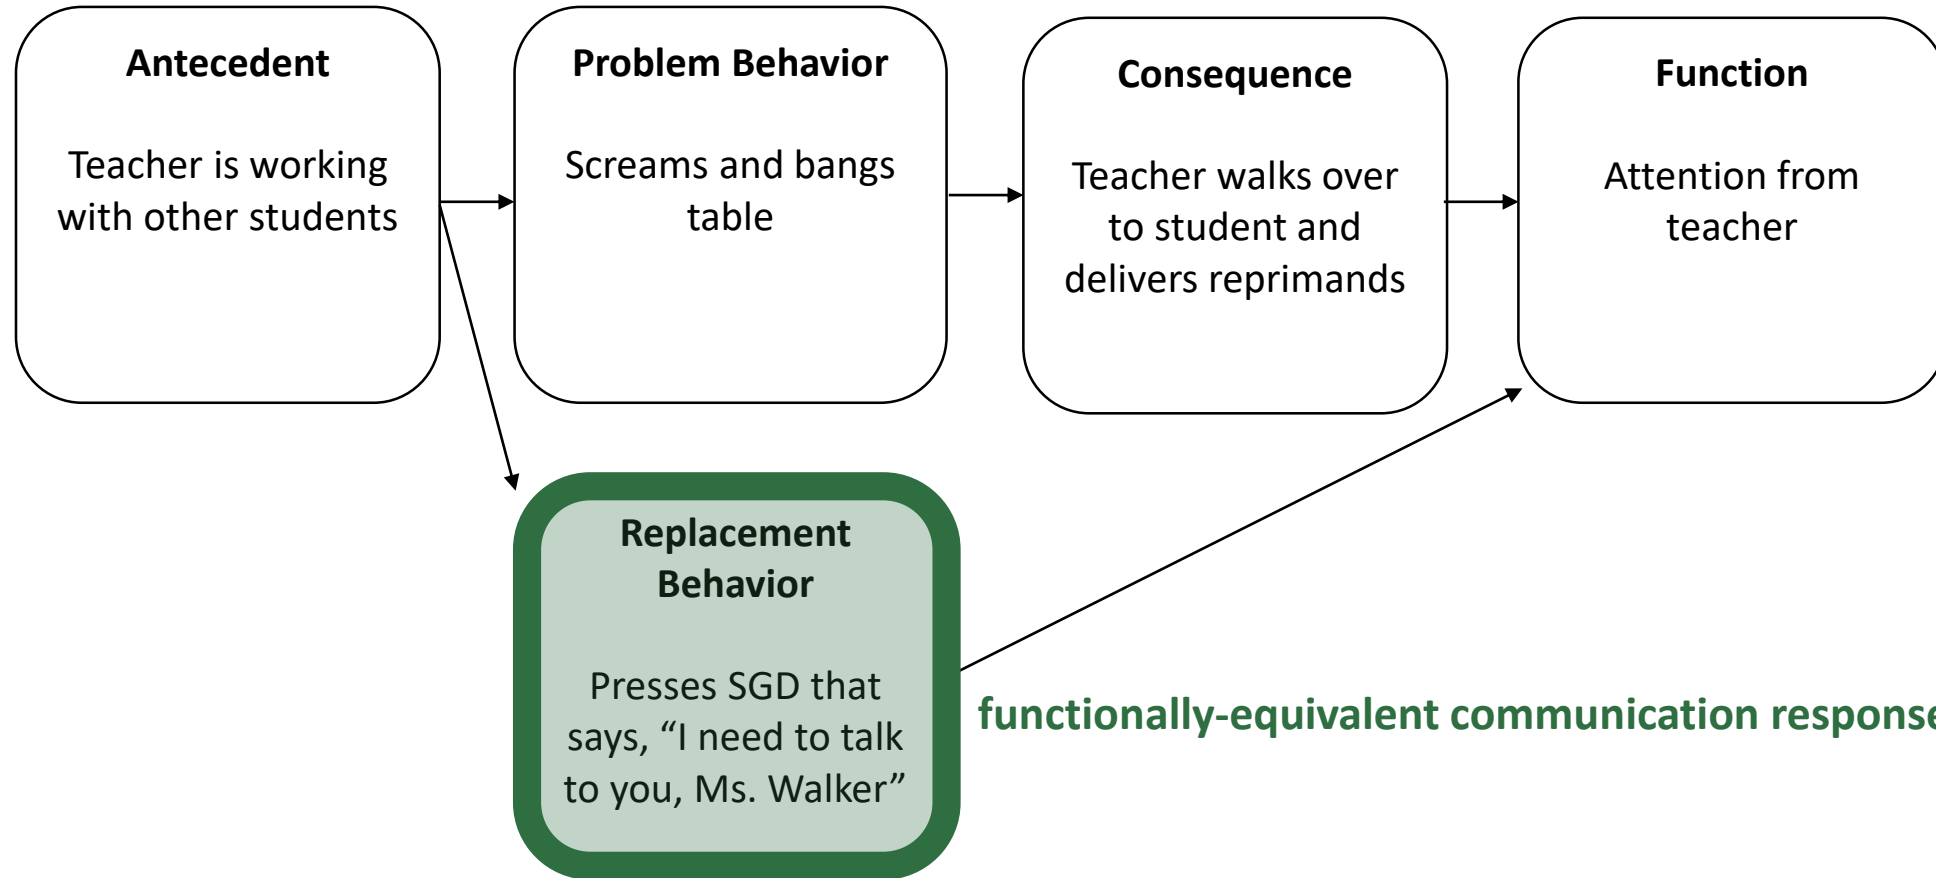 Antecedent
Teacher is working
with other students
Problem Behavior
Screams and bangs
table
Consequence
Teacher walks over
to student and
delivers reprimands
Function
Attention from
teacher
Replacement
Behavior
Presses SGD that
says, “I need to talk
to you, Ms. Walker”
functionally-equivalent communication response